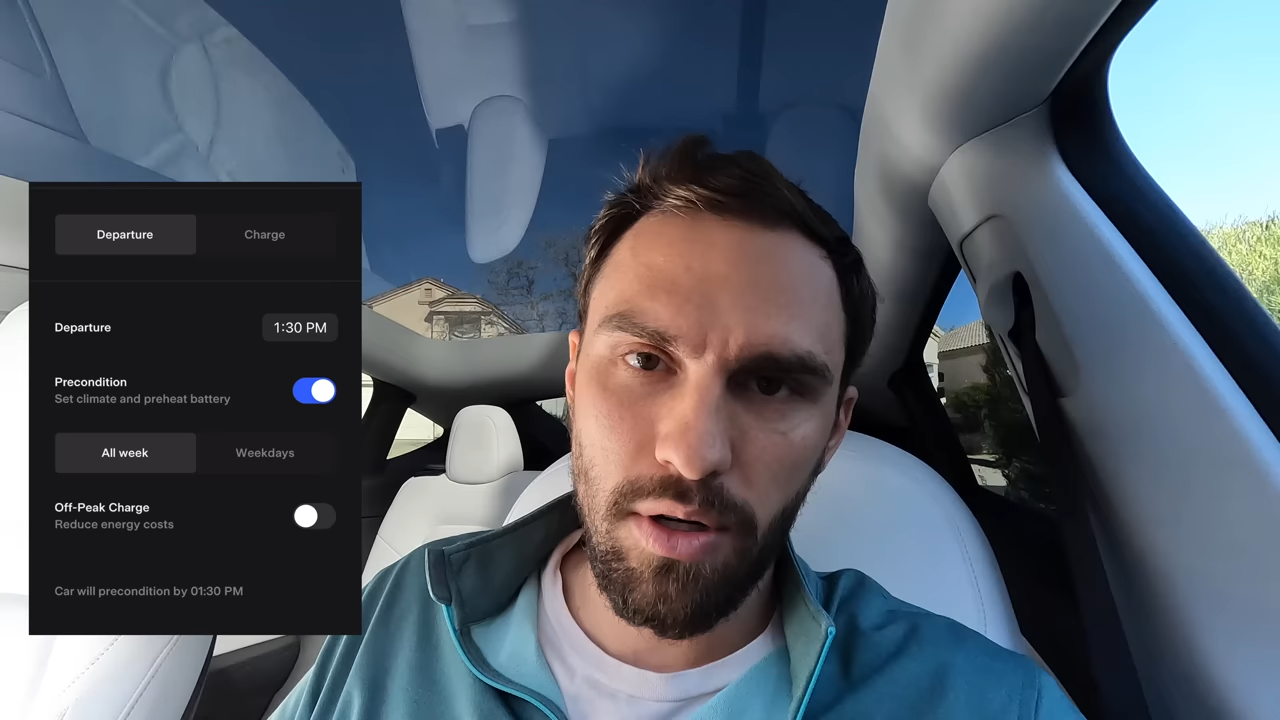 Departure Charge
Departure 1:30 PM
Precondition
Set climate and preheat battery
All week Weekdays
Off-Peak Charge
Reduce energy costs
Car will precondition by 01:30 PM